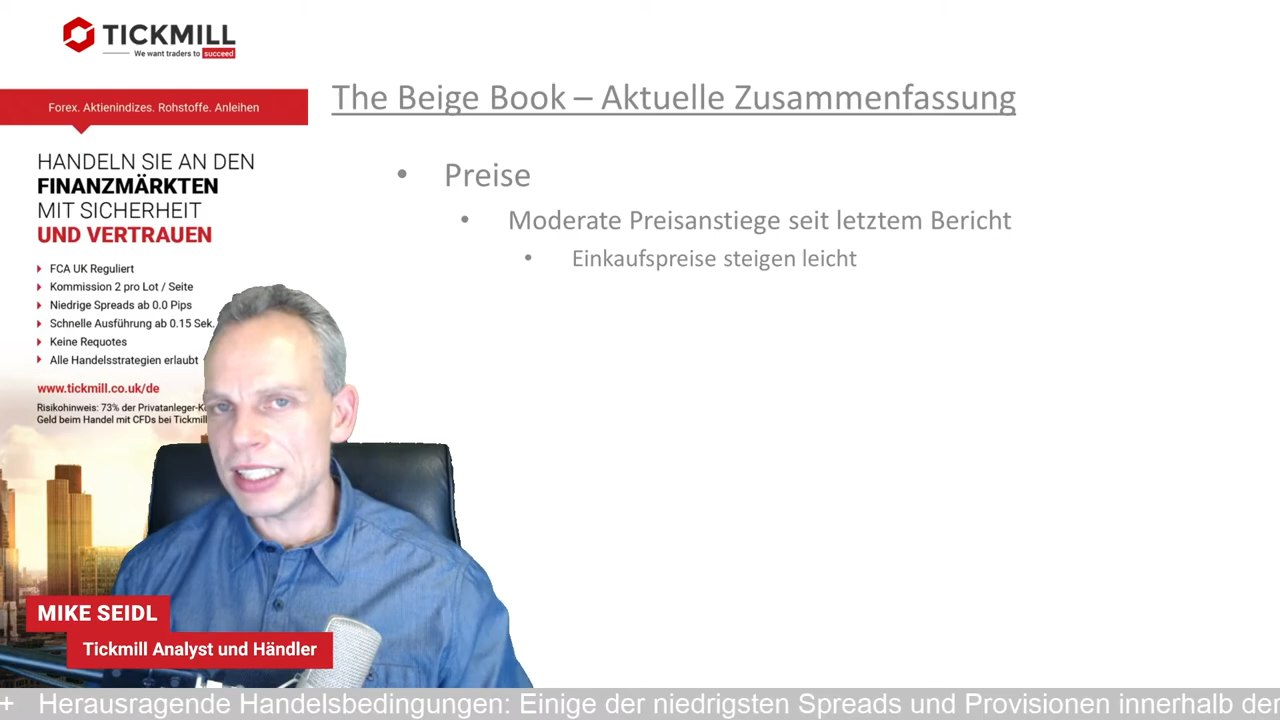 TICKMILL
We want traders to succeed
Forex. Aktienindizes. Rohstoffe. Anleihen
The Beige Book – Aktuelle Zusammenfassung
HANDELN SIE AN DEN
FINANZMÄRKTEN
MIT SICHERHEIT
UND VERTRAUEN
FCA UK Reguliert
Kommission 2 pro Lot / Seite
Niedrige Spreads ab 0.0 Pips
Schnelle Ausführung ab 0.15 Sek.
Keine Requotes
Alle Handelsstrategien erlaubt
www.tickmill.co.uk/de
Risikohinweis: 73% der Privatanleger-K
Geld beim Handel mit CFDs bei Tickmill
• Preise
• Moderate Preisanstiege seit letztem Bericht
• Einkaufspreise steigen leicht
MIKE SEIDL
Tickmill Analyst und Händler
+ Herausragende Handelsbedingungen: Einige der niedrigsten Spreads und Provisionen innerhalb der